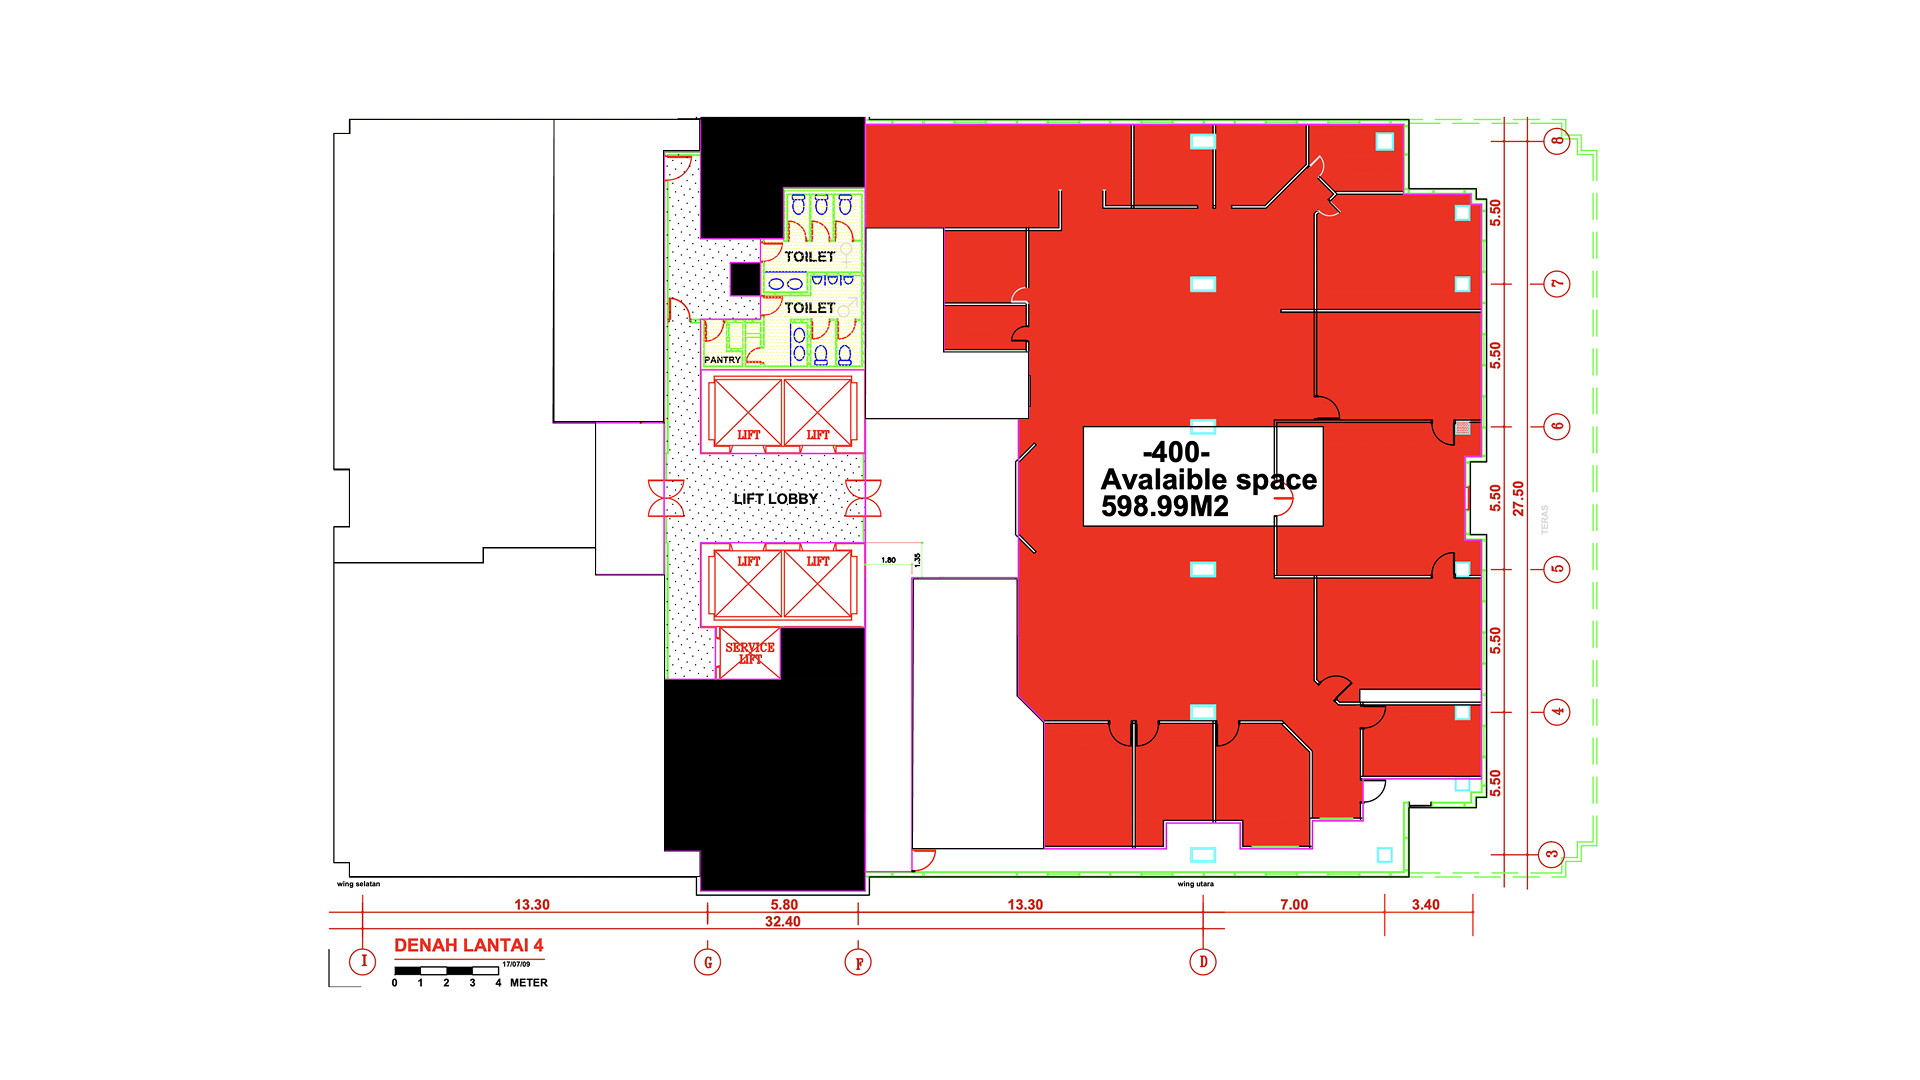 8
5.50
TOILET
7
TOILET
5.50
PANTRY
6
LIFT
LIFT
-400-
Avalaible space
598.99M2
LIFT LOBBY
5.50
27.50
TERAS
LIFT
LIFT
1.80
1.35
5
SERVICE
LIFT
5.50
4
5.50
3
wing selatan
wing utara
13.30
5.80
13.30
7.00
3.40
32.40
DENAH LANTAI 4
17/07/09
I
G
F
D
0 1 2 3 4 METER